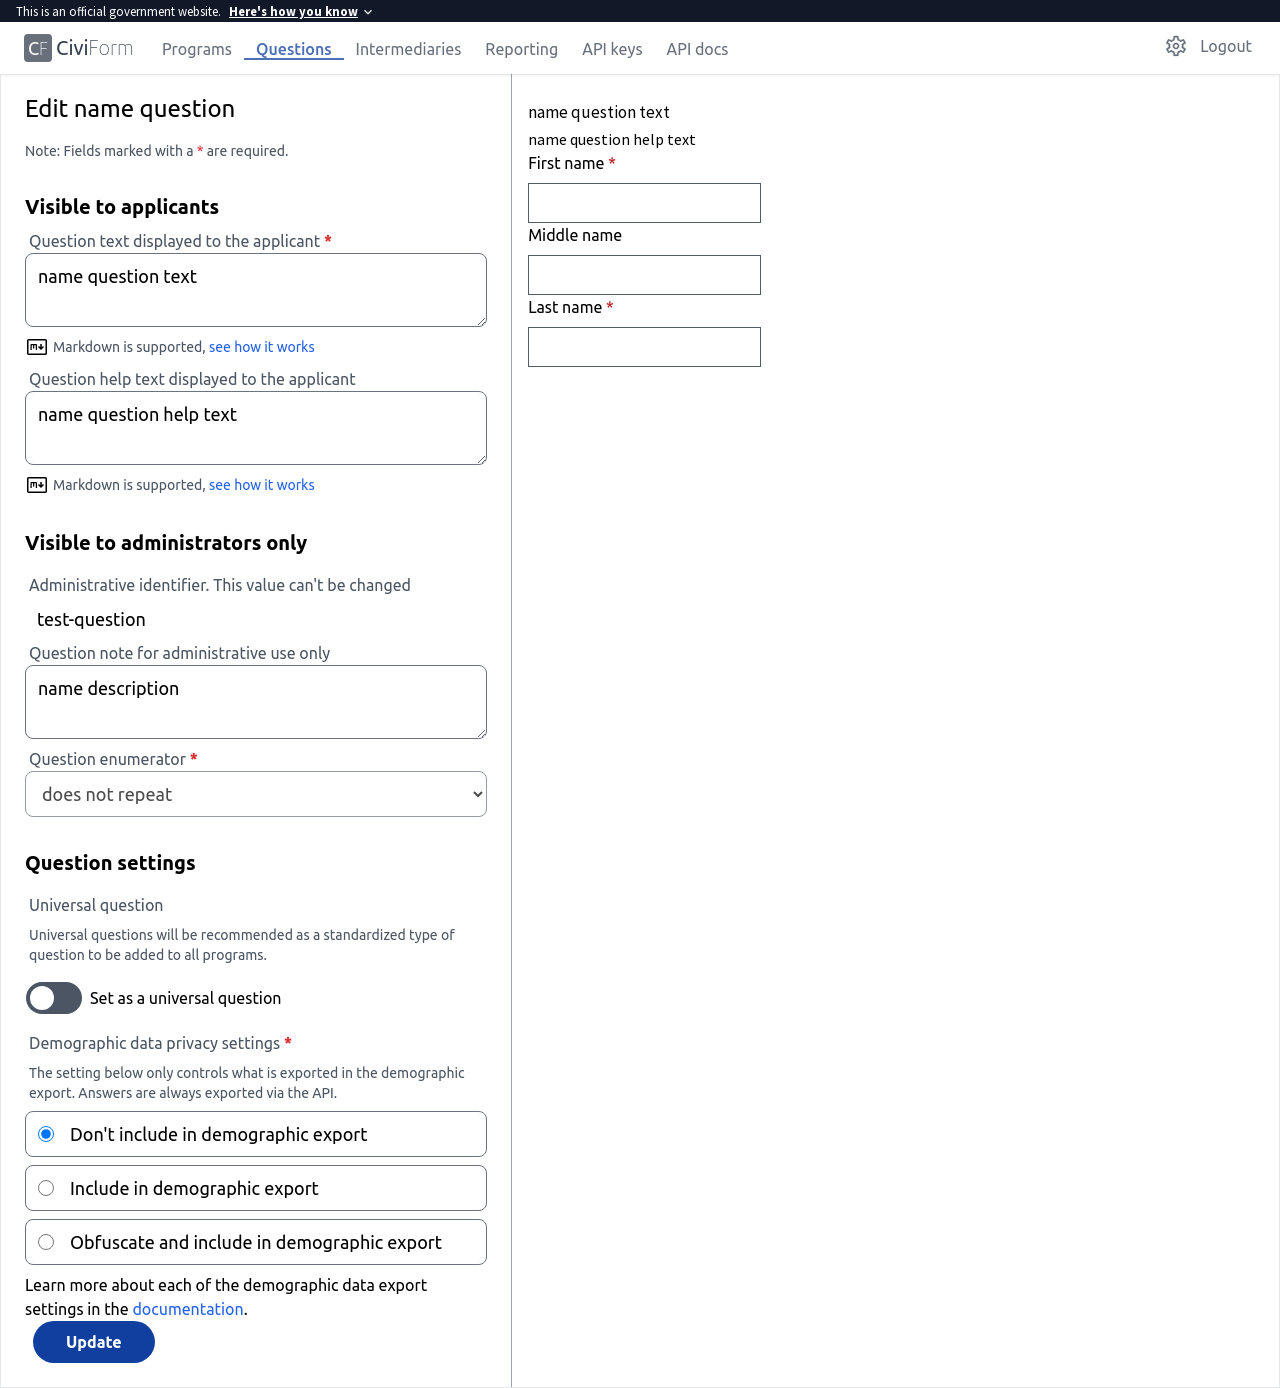 This is an official government website. Here's how you know
CF CiviForm Programs Questions Intermediaries Reporting API keys API docs Logout
Edit name question
Note: Fields marked with a * are required.
Visible to applicants
Question text displayed to the applicant *
name question text
Markdown is supported, see how it works
Question help text displayed to the applicant
name question help text
Markdown is supported, see how it works
Visible to administrators only
Administrative identifier. This value can't be changed
test-question
Question note for administrative use only
name description
Question enumerator *
does not repeat
Question settings
Universal question
Universal questions will be recommended as a standardized type of
question to be added to all programs.
Set as a universal question
Demographic data privacy settings *
The setting below only controls what is exported in the demographic
export. Answers are always exported via the API.
Don't include in demographic export
Include in demographic export
Obfuscate and include in demographic export
Learn more about each of the demographic data export
settings in the documentation.
Update
name question text
name question help text
First name *
Middle name
Last name *